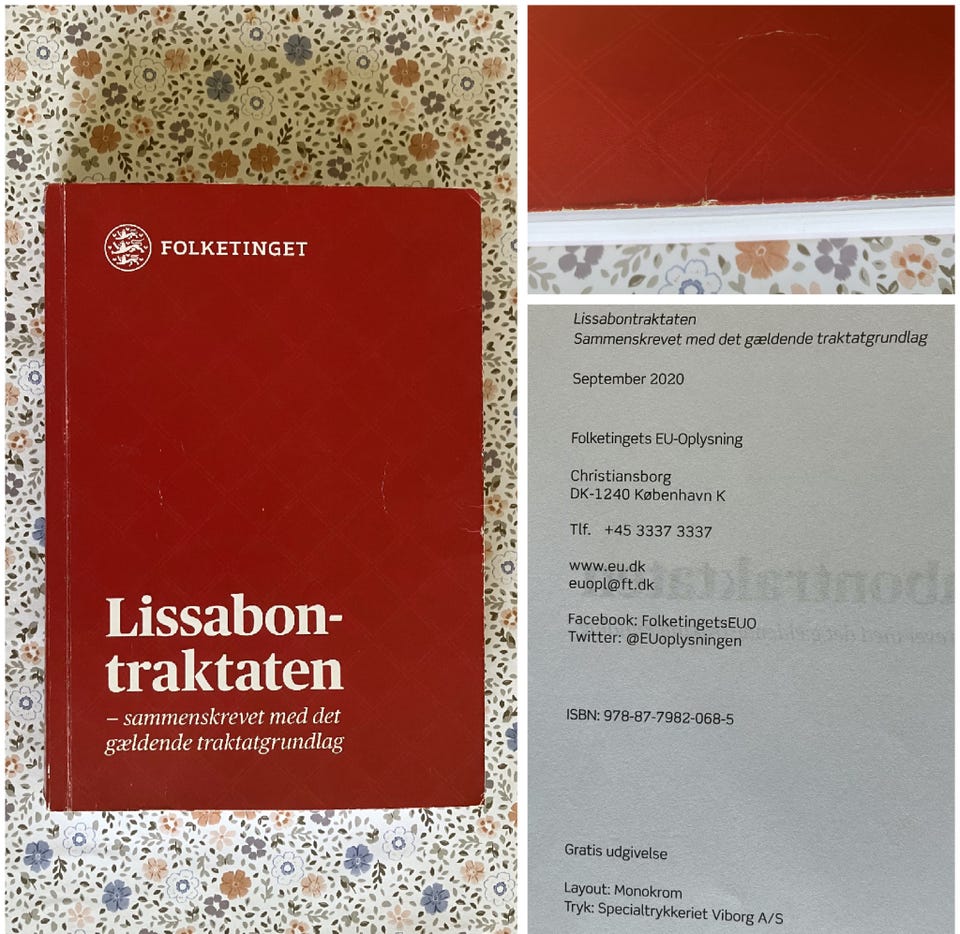 FOLKETINGET
Lissabon-
traktaten
– sammenskrevet med det
gældende traktatgrundlag
Lissabontraktaten
Sammenskrevet med det gældende traktatgrundlag
September 2020
Folketingets EU-Oplysning
Christiansborg
DK-1240 København K
Tlf. +45 3337 3337
www.eu.dk
euopl@ft.dk
Facebook: FolketingetsEUO
Twitter: @EUoplysningen
ISBN: 978-87-7982-068-5
Gratis udgivelse
Layout: Monokrom
Tryk: Specialtrykkeriet Viborg A/S